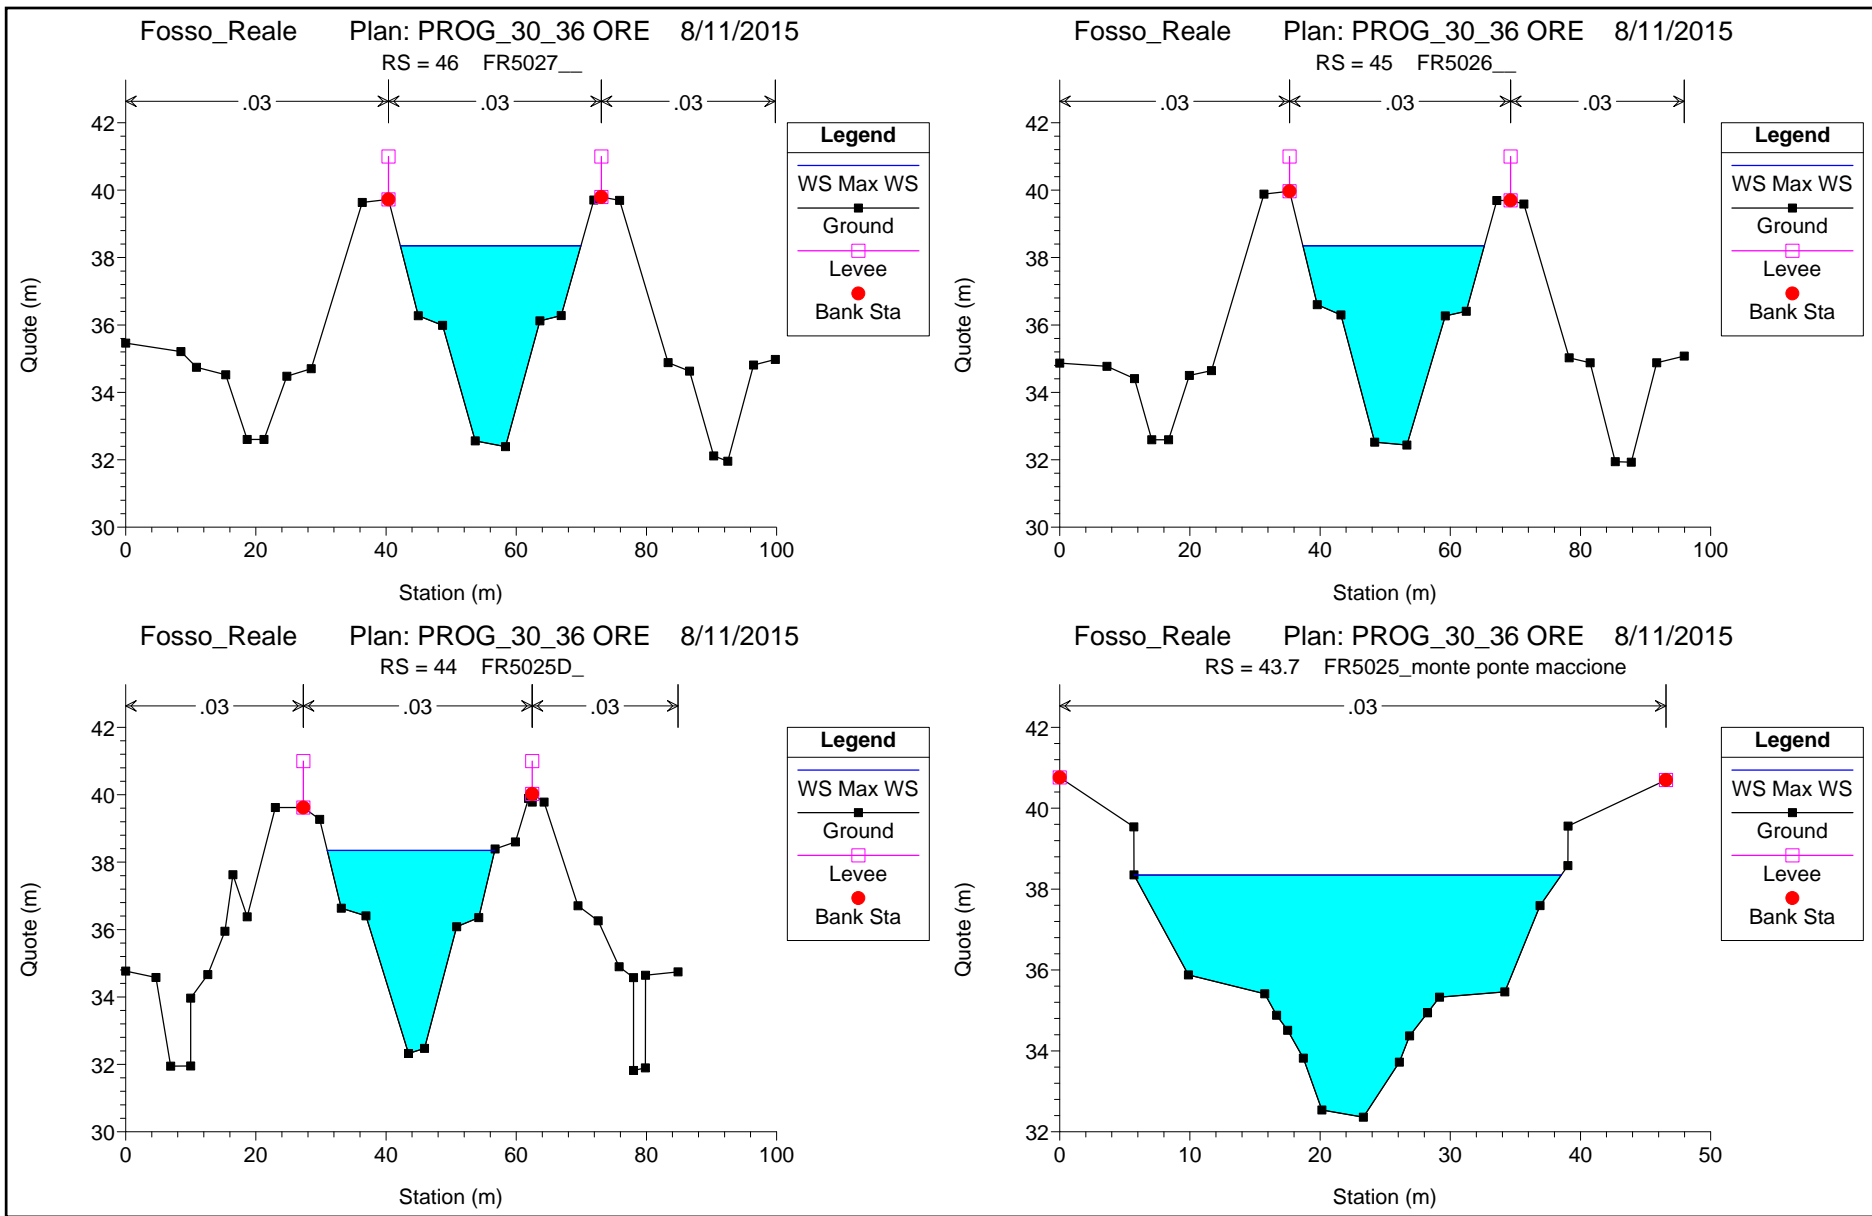 Fosso_Reale Plan: PROG_30_36 ORE 8/11/2015
RS = 46 FR5027__
.03 .03 .03
42
40
38
36
34
32
30
Quote (m)
0 20 40 60 80 100
Station (m)
Legend
WS Max WS
Ground
Levee
Bank Sta
Fosso_Reale Plan: PROG_30_36 ORE 8/11/2015
RS = 45 FR5026__
.03 .03 .03
42
40
38
36
34
32
30
Quote (m)
0 20 40 60 80 100
Station (m)
Legend
WS Max WS
Ground
Levee
Bank Sta
Fosso_Reale Plan: PROG_30_36 ORE 8/11/2015
RS = 44 FR5025D_
.03 .03 .03
42
40
38
36
34
32
30
Quote (m)
0 20 40 60 80 100
Station (m)
Legend
WS Max WS
Ground
Levee
Bank Sta
Fosso_Reale Plan: PROG_30_36 ORE 8/11/2015
RS = 43.7 FR5025_monte ponte maccione
.03
42
40
38
36
34
32
Quote (m)
0 10 20 30 40 50
Station (m)
Legend
WS Max WS
Ground
Levee
Bank Sta